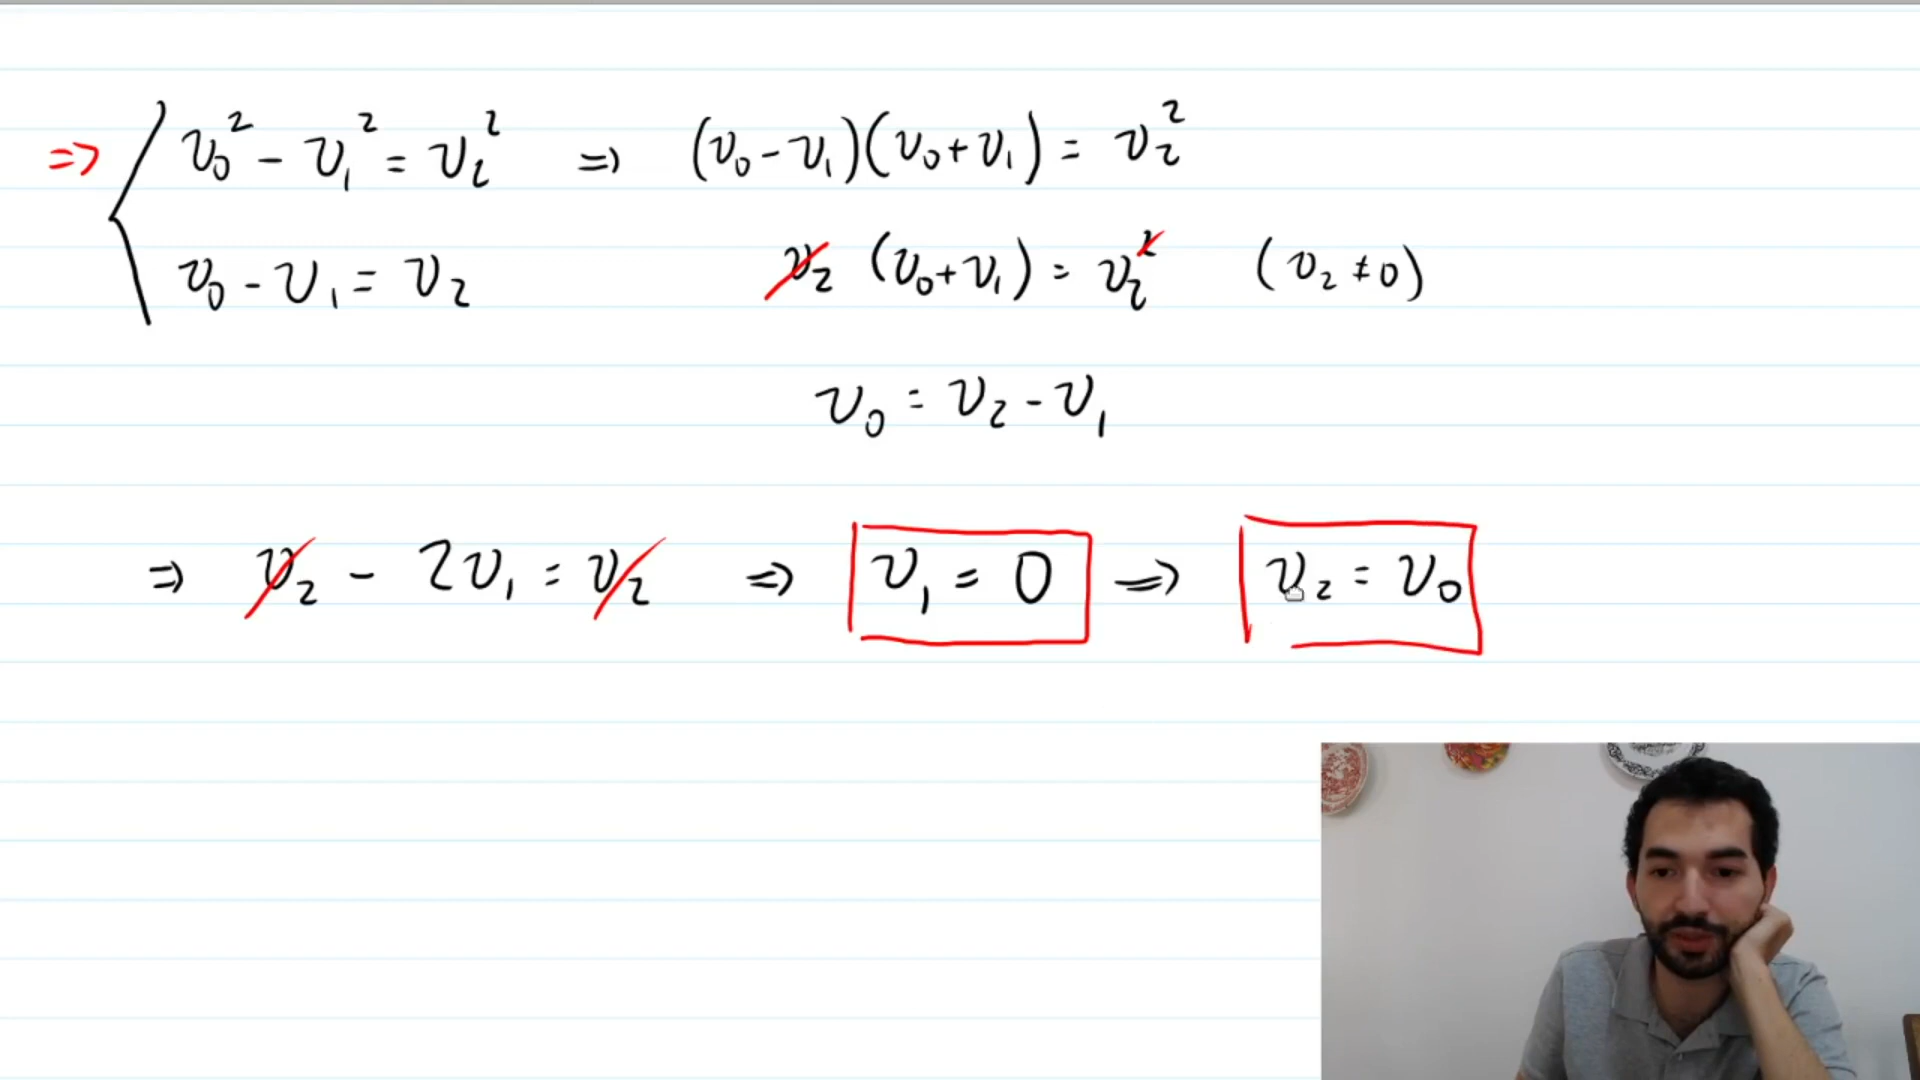 ⇒ { v₀² - v₁² = v₂² ⇒ (v₀ - v₁)(v₀ + v₁) = v₂²
v₀ - v₁ = v₂ v₂ (v₀ + v₁) = v₂² (v₂ ≠ 0)
v₀ = v₂ - v₁
⇒ v₂ - 2v₁ = v₂ ⇒ v₁ = 0 ⇒ v₂ = v₀